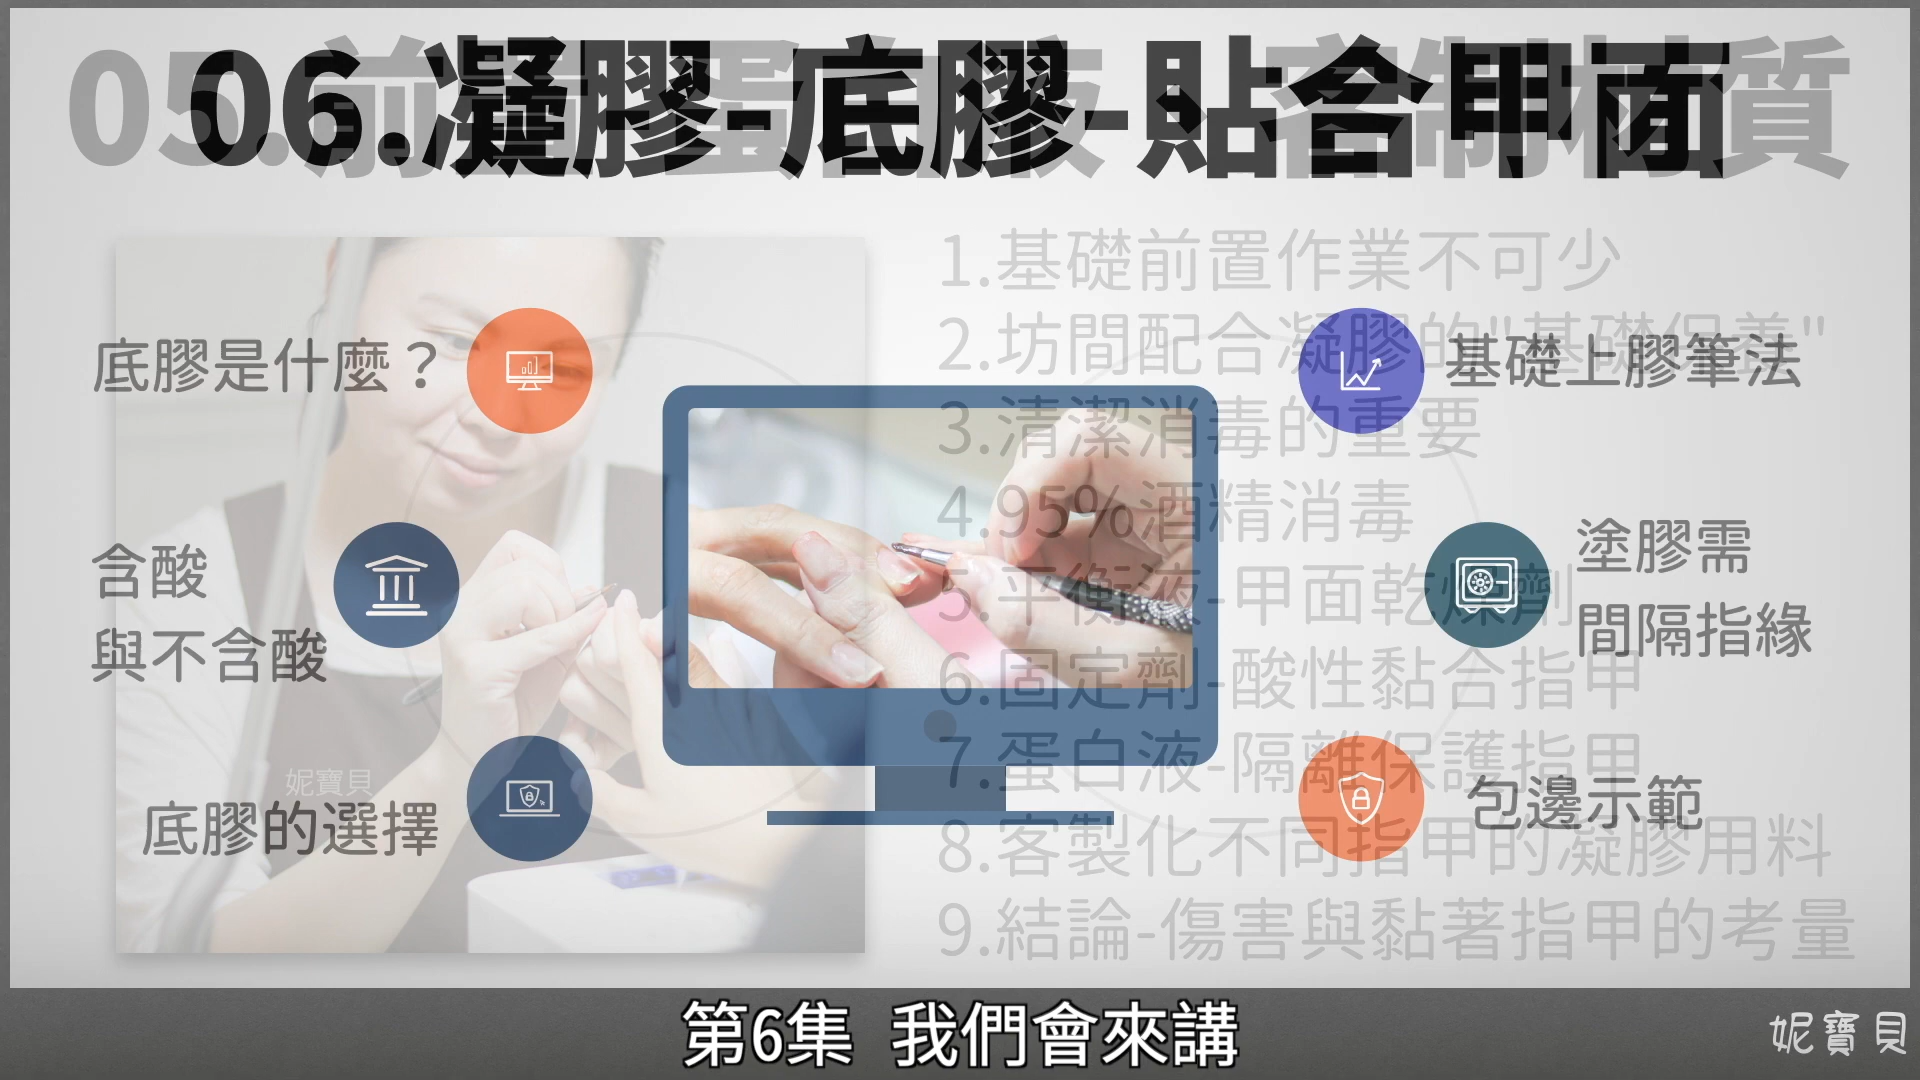 06.凝膠-底膠-貼合甲面
底膠是什麼？
含酸
與不含酸
底膠的選擇
基礎上膠筆法
塗膠需
間隔指緣
包邊示範
1.基礎前置作業不可少
2.坊間配合凝膠的"基礎保養"
3.清潔消毒的重要
4.95%酒精消毒
5.平衡液-甲面乾燥劑
6.固定劑-酸性黏合指甲
7.蛋白液-隔離保護指甲
8.客製化不同指甲的凝膠用料
9.結論-傷害與黏著指甲的考量
妮寶貝
第6集 我們會來講
妮寶貝